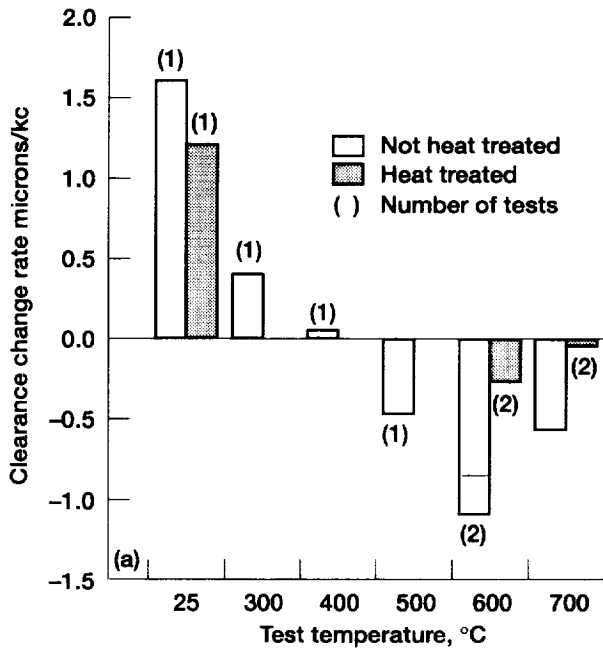 2.0
1.5
1.0
0.5
0.0
–0.5
–1.0
–1.5
Clearance change rate microns/kc
(1)
(1)
(1)
(1)
(1)
(2)
(2)
(2)
Not heat treated
Heat treated
( ) Number of tests
(a)
25 300 400 500 600 700
Test temperature, °C